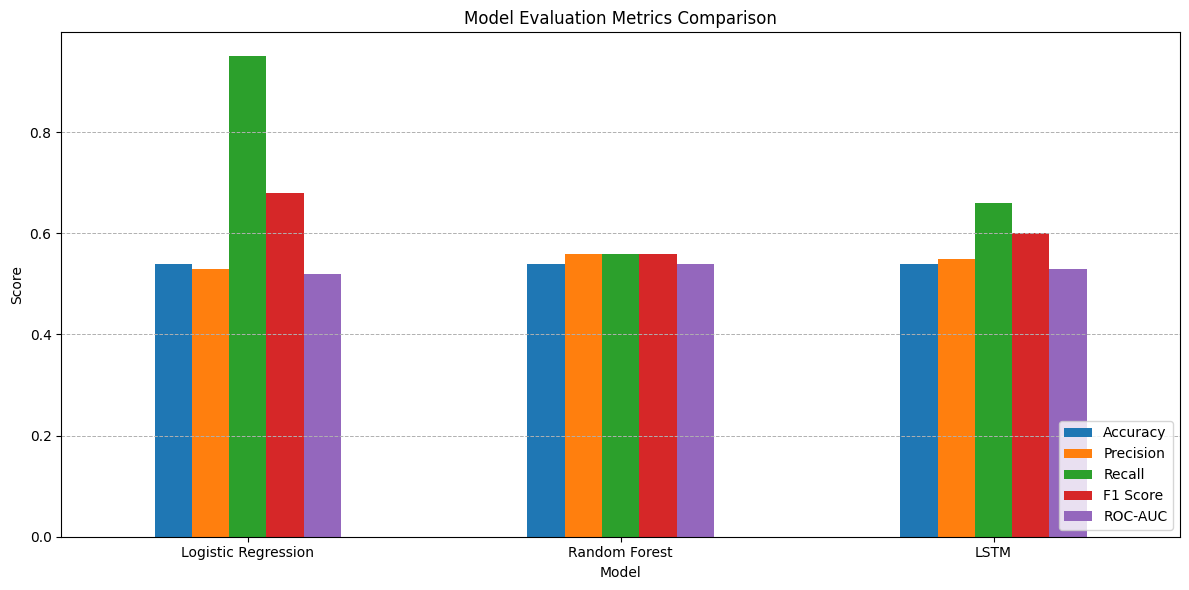 Model Evaluation Metrics Comparison
Score
0.8
0.6
0.4
0.2
0.0
Accuracy
Precision
Recall
F1 Score
ROC-AUC
Logistic Regression
Random Forest
LSTM
Model